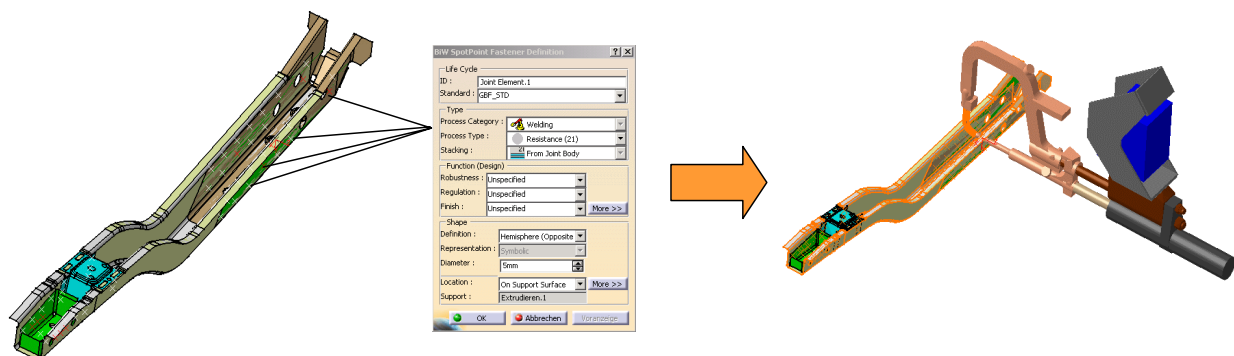 BiW SpotPoint Fastener Definition
Life Cycle
ID : Joint Element.1
Standard : GBF_STD
Type
Process Category : Welding
Process Type : Resistance (21)
Stacking : From Joint Body
Function (Design)
Robustness : Unspecified
Regulation : Unspecified
Finish : Unspecified More >>
Shape
Definition : Hemisphere (Opposite
Representation : Symbolic
Diameter : 5mm
Location : On Support Surface More >>
Support : Extrudieren.1
OK Abbrechen Voranzeige